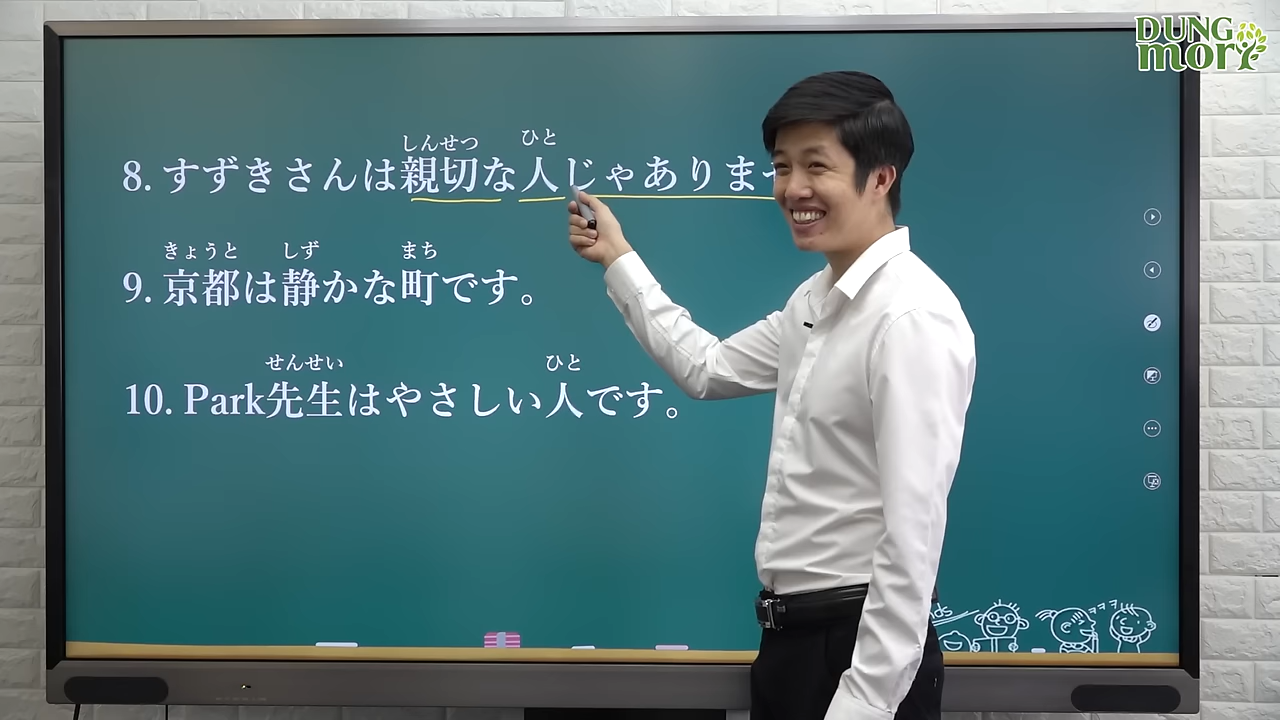 DUNG
mori
しんせつ ひと
8. すずきさんは親切な人じゃありま
きょうと しず まち
9. 京都は静かな町です。
せんせい ひと
10. Park先生はやさしい人です。